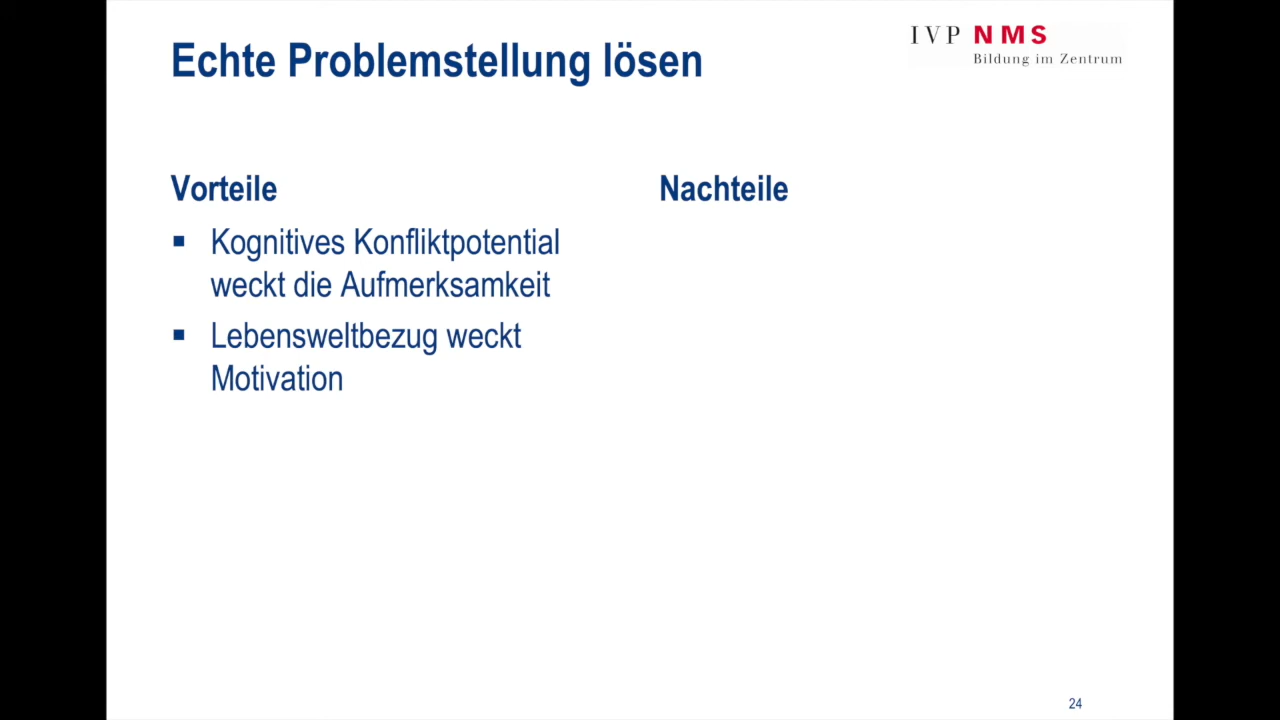 Echte Problemstellung lösen
IVP NMS
Bildung im Zentrum
Vorteile
▪ Kognitives Konfliktpotential
weckt die Aufmerksamkeit
▪ Lebensweltbezug weckt
Motivation
Nachteile
24